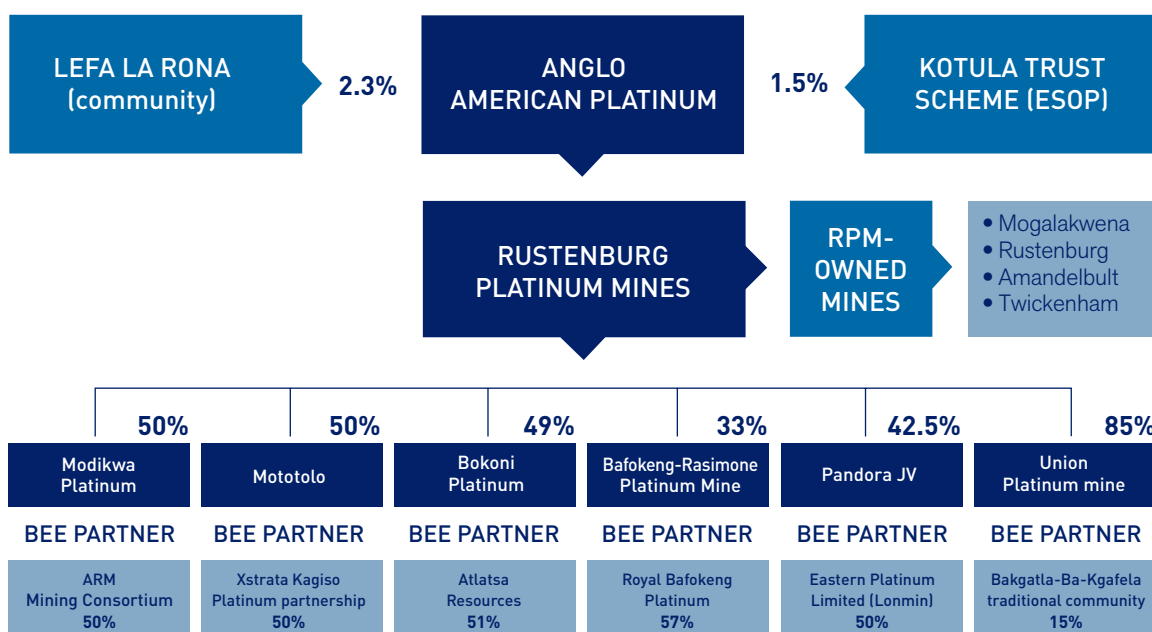 LEFA LA RONA
(community)
2.3%
ANGLO
AMERICAN PLATINUM
1.5%
KOTULA TRUST
SCHEME (ESOP)
RUSTENBURG
PLATINUM MINES
RPM-
OWNED
MINES
• Mogalakwena
• Rustenburg
• Amandelbult
• Twickenham
50%
50%
49%
33%
42.5%
85%
Modikwa
Platinum
Mototolo
Bokoni
Platinum
Bafokeng-Rasimone
Platinum Mine
Pandora JV
Union
Platinum mine
BEE PARTNER
BEE PARTNER
BEE PARTNER
BEE PARTNER
BEE PARTNER
BEE PARTNER
ARM
Mining Consortium
50%
Xstrata Kagiso
Platinum partnership
50%
Atlatsa
Resources
51%
Royal Bafokeng
Platinum
57%
Eastern Platinum
Limited (Lonmin)
50%
Bakgatla-Ba-Kgafela
traditional community
15%